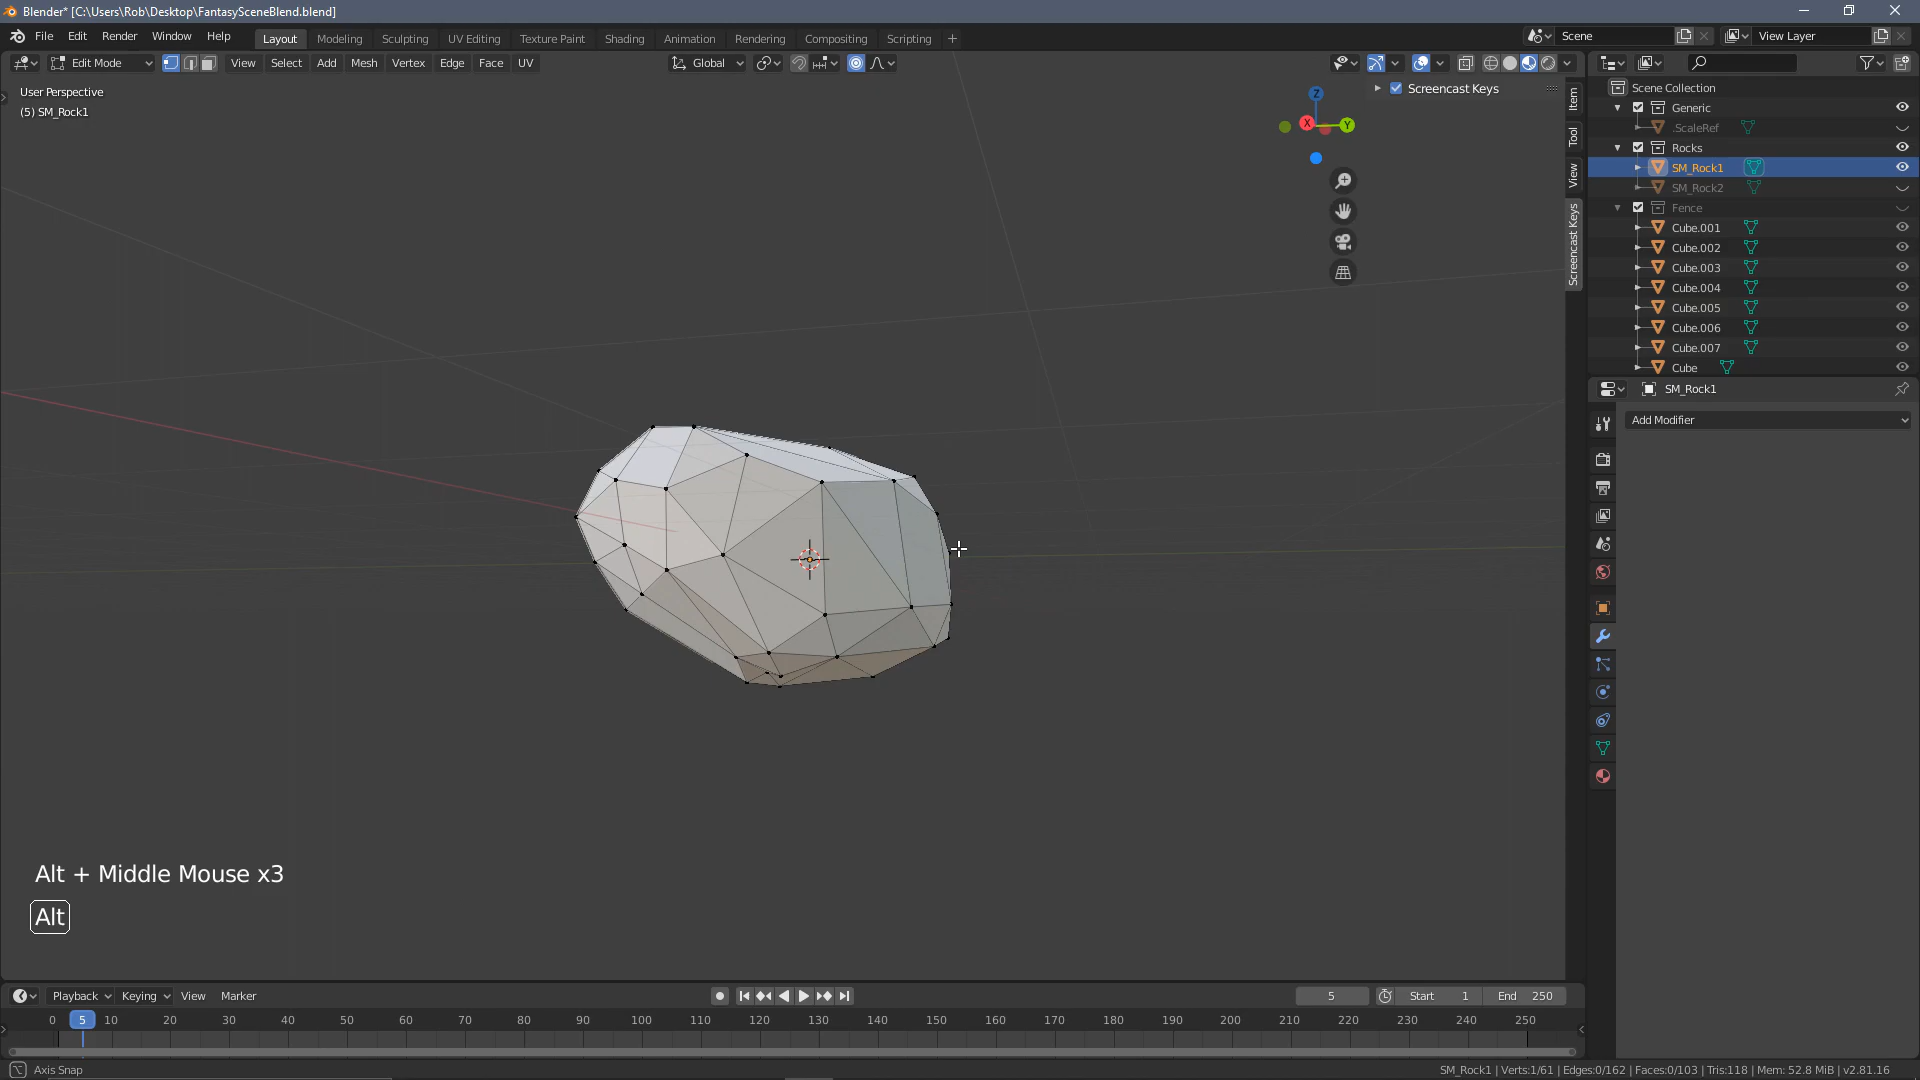 Blender* [C:\Users\Rob\Desktop\FantasySceneBlend.blend]
File Edit Render Window Help
Layout Modeling Sculpting UV Editing Texture Paint Shading Animation Rendering Compositing Scripting +
Scene
View Layer
Edit Mode
View Select Add Mesh Vertex Edge Face UV
Global
User Perspective
(5) SM_Rock1
Screencast Keys
Z
X
Y
Item
Tool
View
Screencast Keys
Scene Collection
Generic
.ScaleRef
Rocks
SM_Rock1
SM_Rock2
Fence
Cube.001
Cube.002
Cube.003
Cube.004
Cube.005
Cube.006
Cube.007
Cube
SM_Rock1
Add Modifier
Alt + Middle Mouse x3
Alt
Playback Keying View Marker
5 Start 1 End 250
0 5 10 20 30 40 50 60 70 80 90 100 110 120 130 140 150 160 170 180 190 200 210 220 230 240 250
Axis Snap
SM_Rock1 | Verts:1/61 | Edges:0/162 | Faces:0/103 | Tris:118 | Mem: 52.8 MiB | v2.81.16